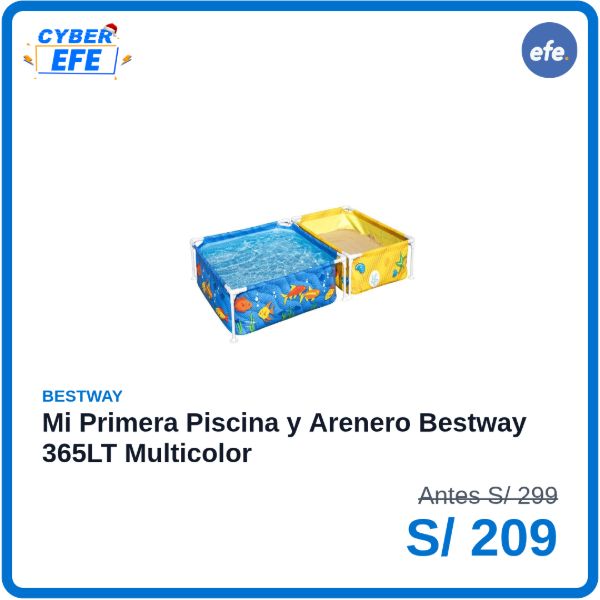 CYBER
EFE
efe.
BESTWAY
Mi Primera Piscina y Arenero Bestway
365LT Multicolor
Antes S/ 299
S/ 209